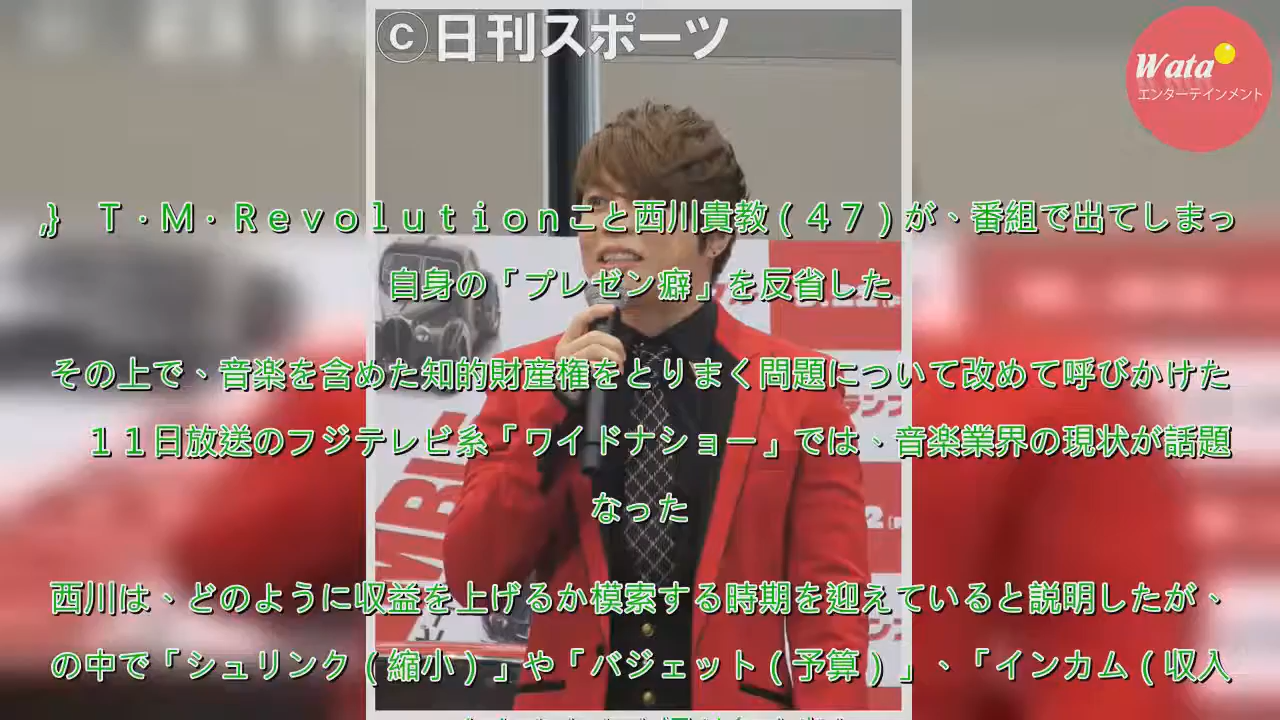 ©日刊スポーツ
Wata
エンターテインメント
,} Ｔ・Ｍ・Ｒｅｖｏｌｕｔｉｏｎこと西川貴教(４７)が、番組で出てしまっ
自身の「プレゼン癖」を反省した
その上で、音楽を含めた知的財産権をとりまく問題について改めて呼びかけた
１１日放送のフジテレビ系「ワイドナショー」では、音楽業界の現状が話題
なった
西川は、どのように収益を上げるか模索する時期を迎えていると説明したが、
の中で「シュリンク(縮小)」や「バジェット(予算)」、「インカム(収入